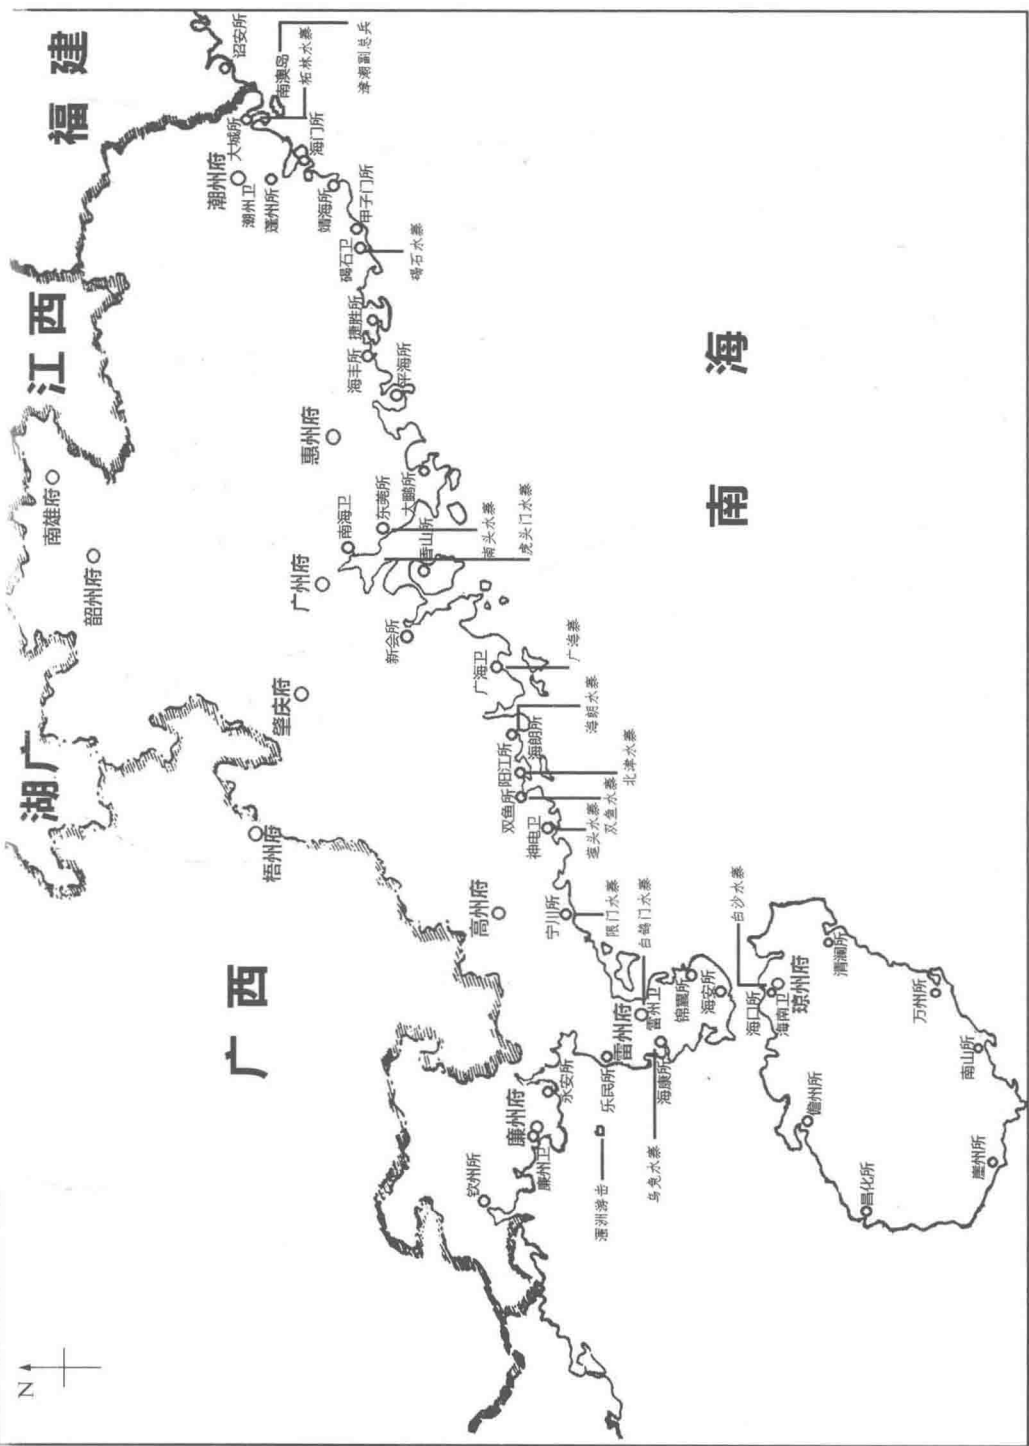 N
福建
江西
湖广
广西
南海
诏安所
南澳岛
柘林水寨
漳潮副总兵
大城所
潮州府
潮州卫
蓬州所
海门所
靖海所
甲子门所
碣石卫
碣石水寨
捷胜所
海丰所
平海所
惠州府
南雄府
韶州府
大鹏所
东莞所
南海卫
南头水寨
虎头门水寨
香山所
广州府
新会所
肇庆府
广海卫
广海寨
海朗所
海朗水寨
阳江所
北津水寨
双鱼所
双鱼水寨
神电卫
莲头水寨
梧州府
高州府
宁川所
限门水寨
白鸽门水寨
雷州府
雷州卫
锦囊所
海安所
白沙水寨
海口所
海南卫
琼州府
清澜所
万州所
南山所
崖州所
儋州所
昌化所
海康所
乌兔水寨
乐民所
涠洲游击
永安所
廉州府
廉州卫
钦州所